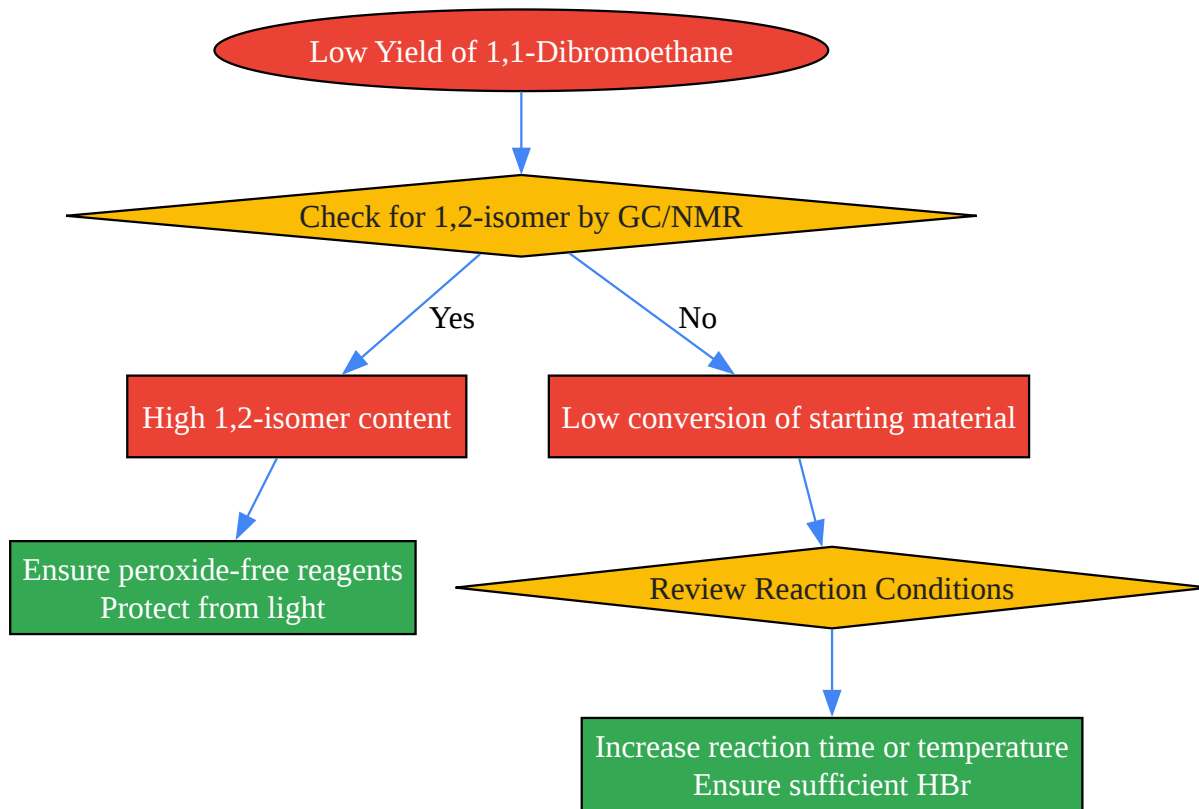 Low Yield of 1,1-Dibromoethane
Check for 1,2-isomer by GC/NMR
Yes
No
High 1,2-isomer content
Low conversion of starting material
Ensure peroxide-free reagents
Protect from light
Review Reaction Conditions
Increase reaction time or temperature
Ensure sufficient HBr